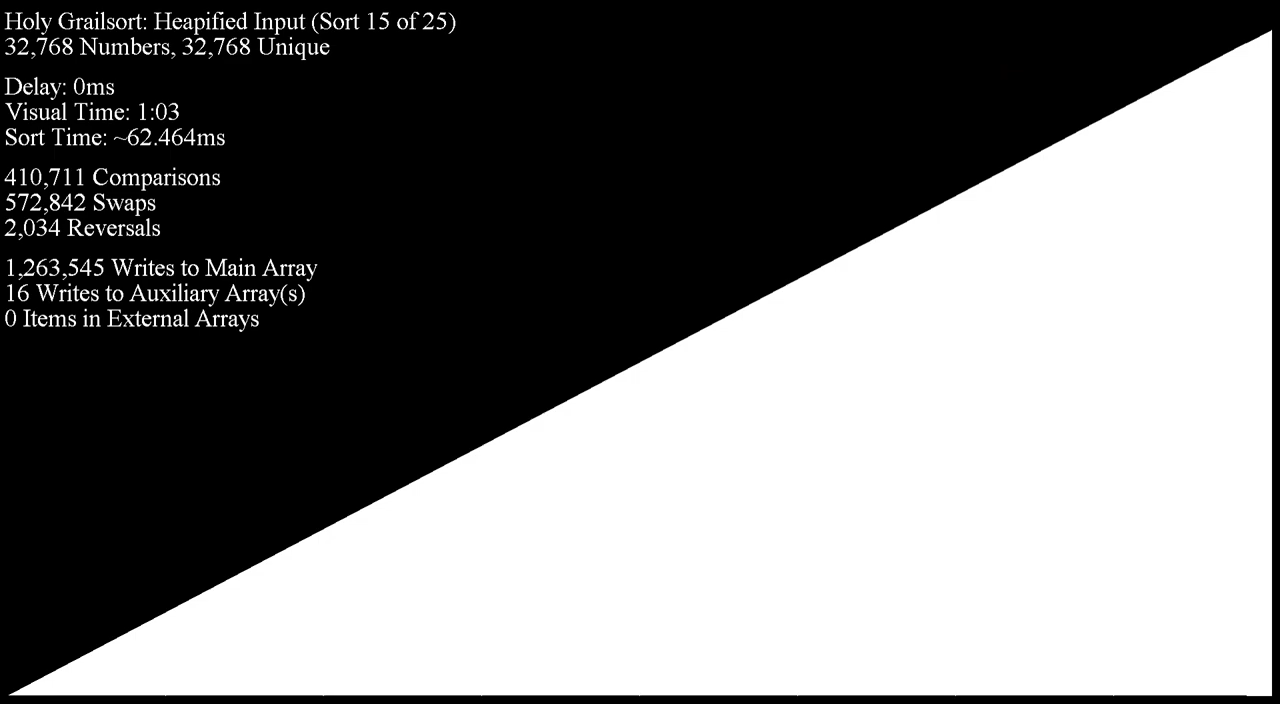 Holy Grailsort: Heapified Input (Sort 15 of 25)
32,768 Numbers, 32,768 Unique
Delay: 0ms
Visual Time: 1:03
Sort Time: ~62.464ms
410,711 Comparisons
572,842 Swaps
2,034 Reversals
1,263,545 Writes to Main Array
16 Writes to Auxiliary Array(s)
0 Items in External Arrays